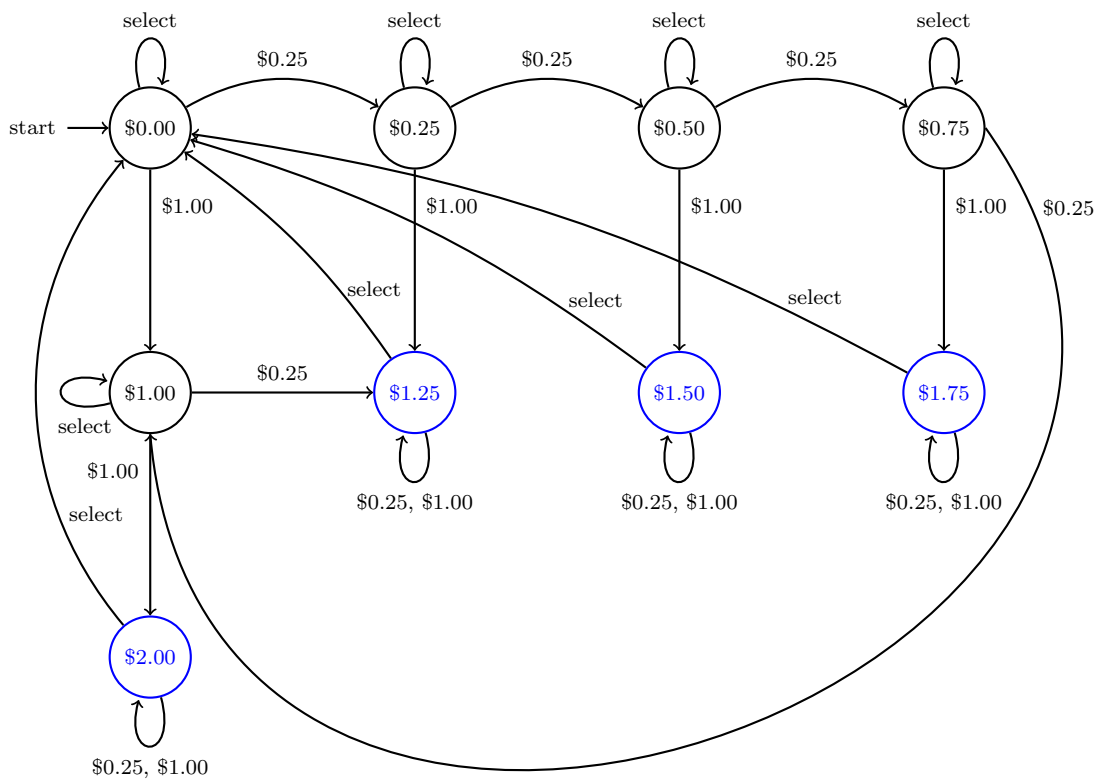 select select select select
$0.25 $0.25 $0.25
start $0.00 $0.25 $0.50 $0.75
$1.00 $1.00 $1.00 $1.00 $0.25
select select select
$0.25
$1.00 $1.25 $1.50 $1.75
select
$1.00
$0.25, $1.00 $0.25, $1.00 $0.25, $1.00
select
$2.00
$0.25, $1.00